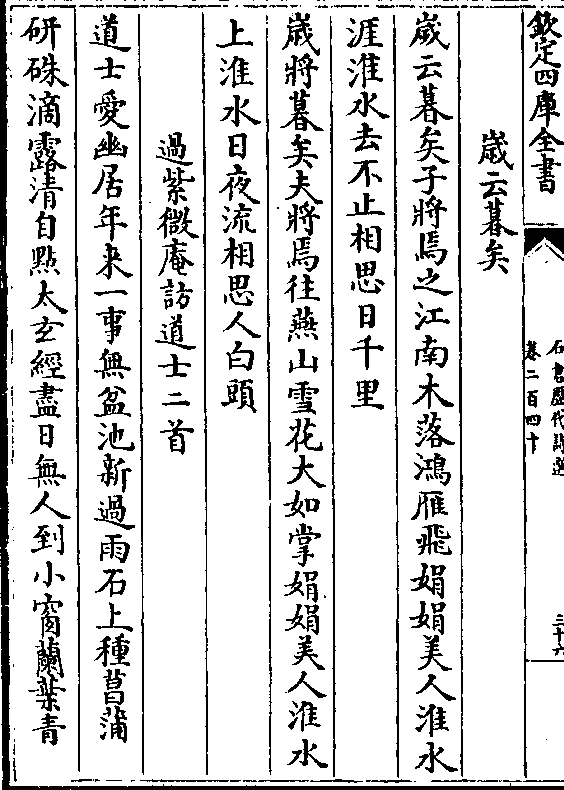 欽定四庫全書
石倉歷代詩選
卷二百四十
三十六
歲云暮矣
歲云暮矣子將焉之江南木落鴻雁飛娟娟美人淮水
涯淮水去不止相思日千里
歲將暮矣夫將焉往燕山雪花大如掌娟娟美人淮水
上淮水日夜流相思人白頭
過紫微庵訪道士二首
道士愛幽居年来一事無盆池新過雨石上種菖蒲
研硃滴露清自點太玄經盡日無人到小窗蘭葉青